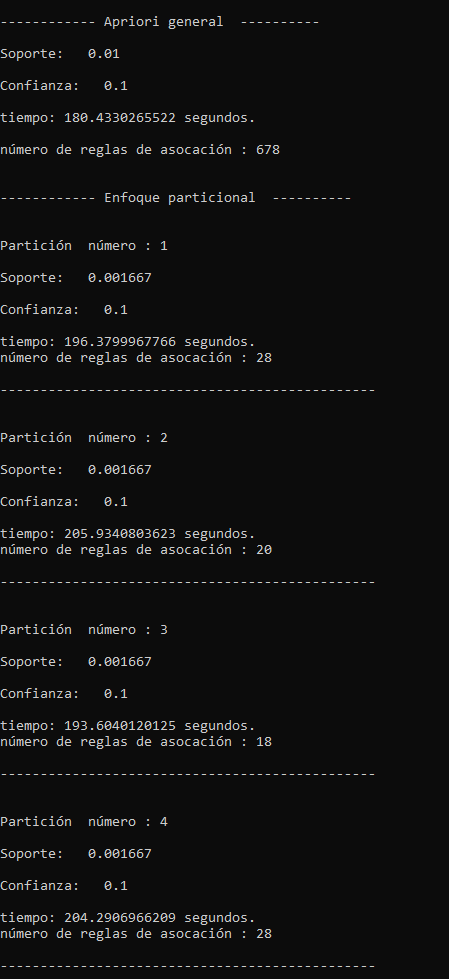 ------------ Apriori general  ----------
Soporte:   0.01
Confianza:   0.1
tiempo: 180.4330265522 segundos.
número de reglas de asocación : 678
------------ Enfoque particional  ----------
Partición  número : 1
Soporte:   0.001667
Confianza:   0.1
tiempo: 196.3799967766 segundos.
número de reglas de asocación : 28
-----------------------------------------------
Partición  número : 2
Soporte:   0.001667
Confianza:   0.1
tiempo: 205.9340803623 segundos.
número de reglas de asocación : 20
-----------------------------------------------
Partición  número : 3
Soporte:   0.001667
Confianza:   0.1
tiempo: 193.6040120125 segundos.
número de reglas de asocación : 18
-----------------------------------------------
Partición  número : 4
Soporte:   0.001667
Confianza:   0.1
tiempo: 204.2906966209 segundos.
número de reglas de asocación : 28
-----------------------------------------------